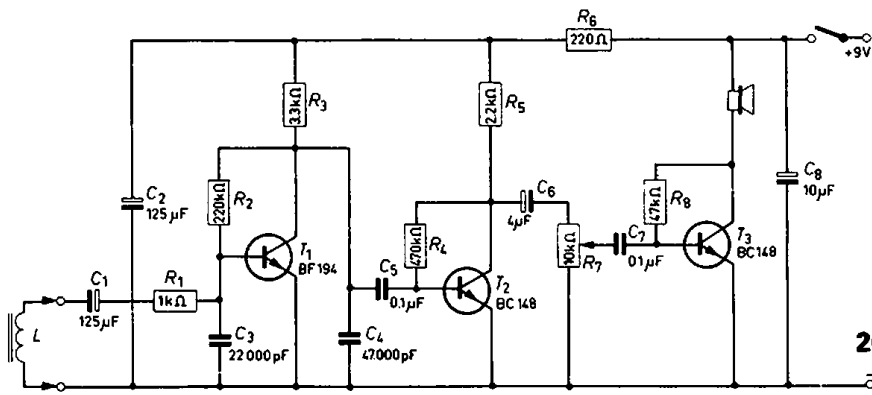 R6
220Ω
+9V
3.3kΩ
R3
2.2kΩ
R5
C2
125µF
220kΩ
R2
T1
BF194
C6
4µF
47kΩ
R8
C8
10µF
470kΩ
R4
10kΩ
R7
C7
0.1µF
T3
BC148
C1
125µF
R1
1kΩ
C5
0.1µF
T2
BC148
L
C3
22000pF
C4
47.000pF